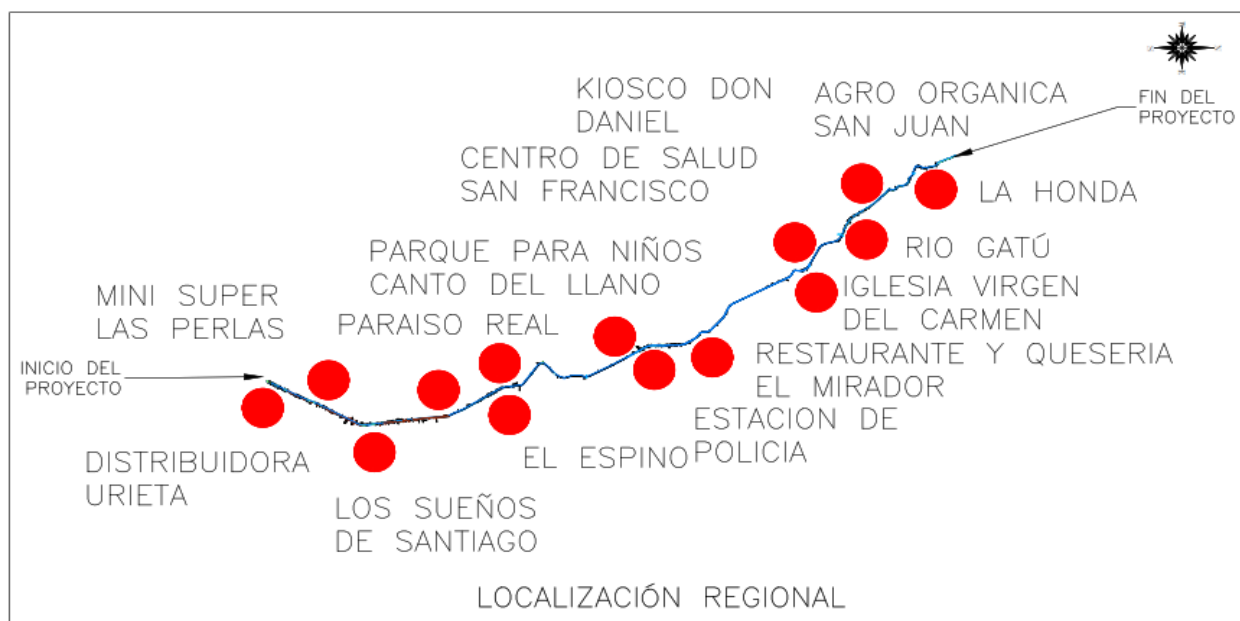 KIOSCO DON
DANIEL
AGRO ORGANICA
SAN JUAN
FIN DEL
PROYECTO
CENTRO DE SALUD
SAN FRANCISCO
LA HONDA
PARQUE PARA NIÑOS
CANTO DEL LLANO
RIO GATÚ
MINI SUPER
LAS PERLAS
PARAISO REAL
IGLESIA VIRGEN
DEL CARMEN
INICIO DEL
PROYECTO
RESTAURANTE Y QUESERIA
EL MIRADOR
ESTACION DE
POLICIA
EL ESPINO
DISTRIBUIDORA
URIETA
LOS SUEÑOS
DE SANTIAGO
LOCALIZACIÓN REGIONAL